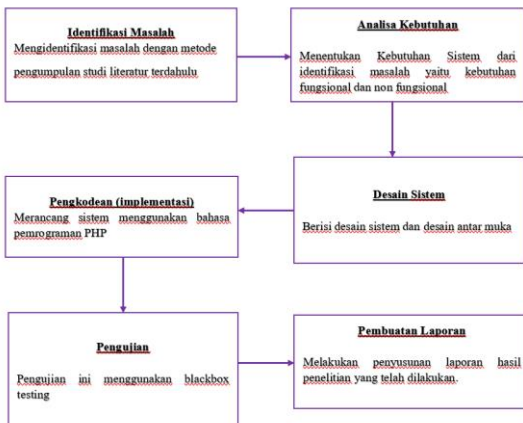 Identifikasi Masalah
Mengidentifikasi masalah dengan metode
pengumpulan studi literatur terdahulu
Analisa Kebutuhan
Menentukan Kebutuhan Sistem dari
identifikasi masalah yaitu kebutuhan
fungsional dan non fungsional
Desain Sistem
Berisi desain sistem dan desain antar muka
Pengkodean (implementasi)
Merancang sistem menggunakan bahasa
pemrograman PHP
Pengujian
Pengujian ini menggunakan blackbox
testing
Pembuatan Laporan
Melakukan penyusunan laporan hasil
penelitian yang telah dilakukan.